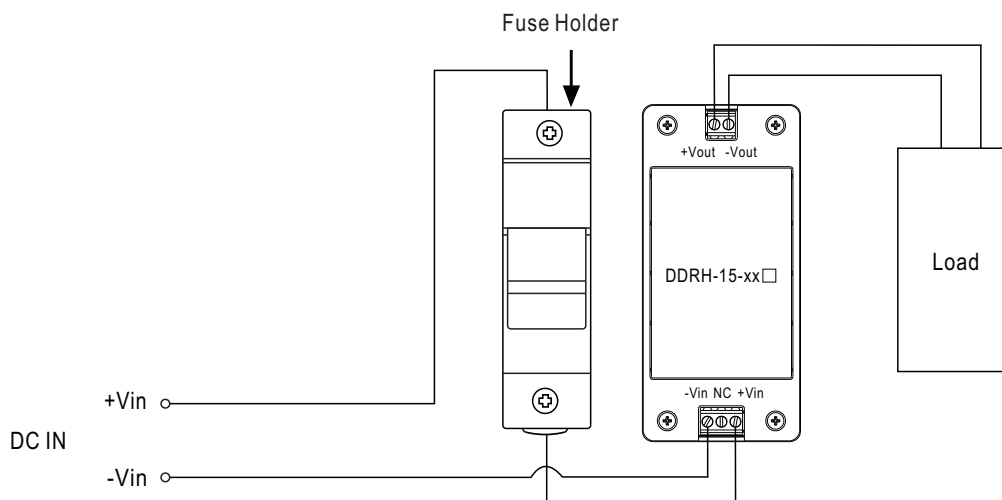 Fuse Holder
+Vout -Vout
DDRH-15-xx□
Load
-Vin NC +Vin
+Vin
DC IN
-Vin